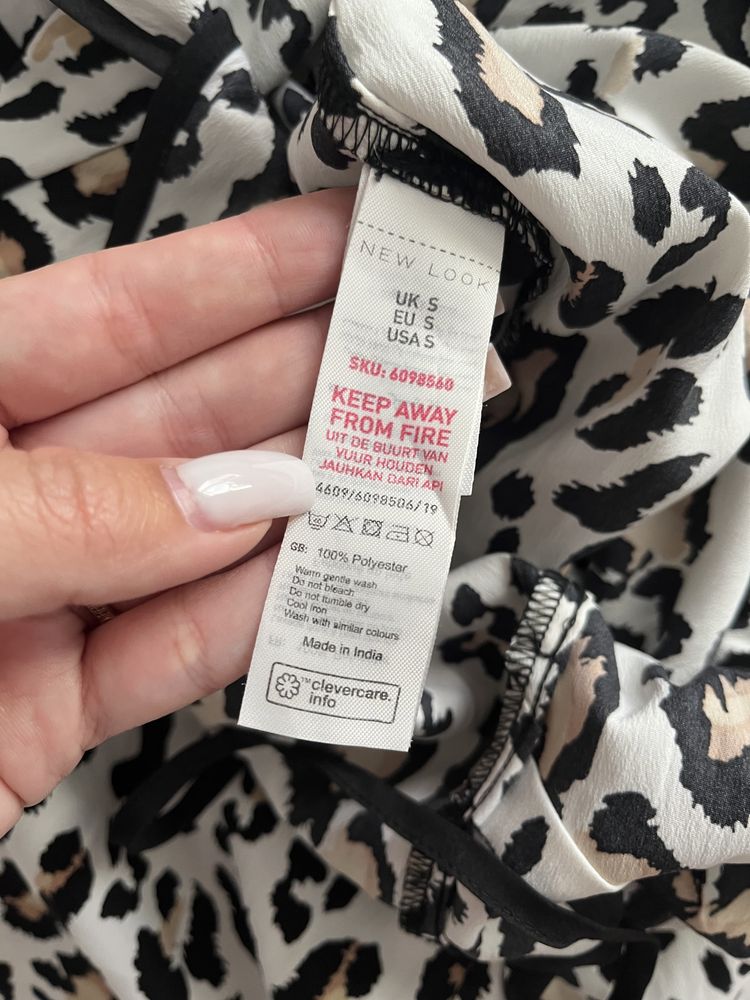 NEW LOOK
UK S
EU S
USA S
SKU: 6098560
KEEP AWAY
FROM FIRE
UIT DE BUURT VAN
VUUR HOUDEN
JAUHKAN DARI API
4609/6098506/19
GB: 100% Polyester
Warm gentle wash
Do not bleach
Do not tumble dry
Cool iron
Wash with similar colours
Made in India
™clevercare.
info